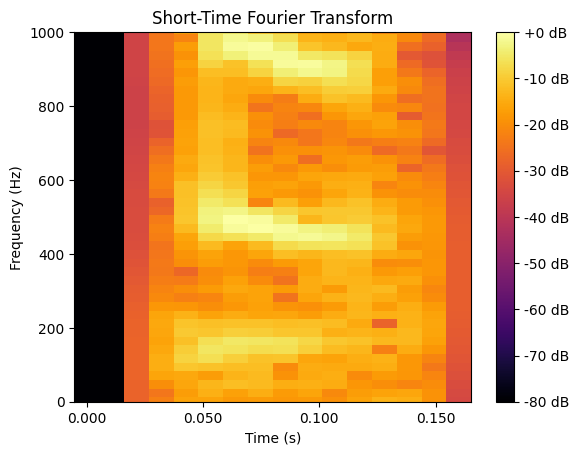 Short-Time Fourier Transform
1000
800
600
400
200
0
Frequency (Hz)
0.000
0.050
0.100
0.150
Time (s)
+0 dB
-10 dB
-20 dB
-30 dB
-40 dB
-50 dB
-60 dB
-70 dB
-80 dB